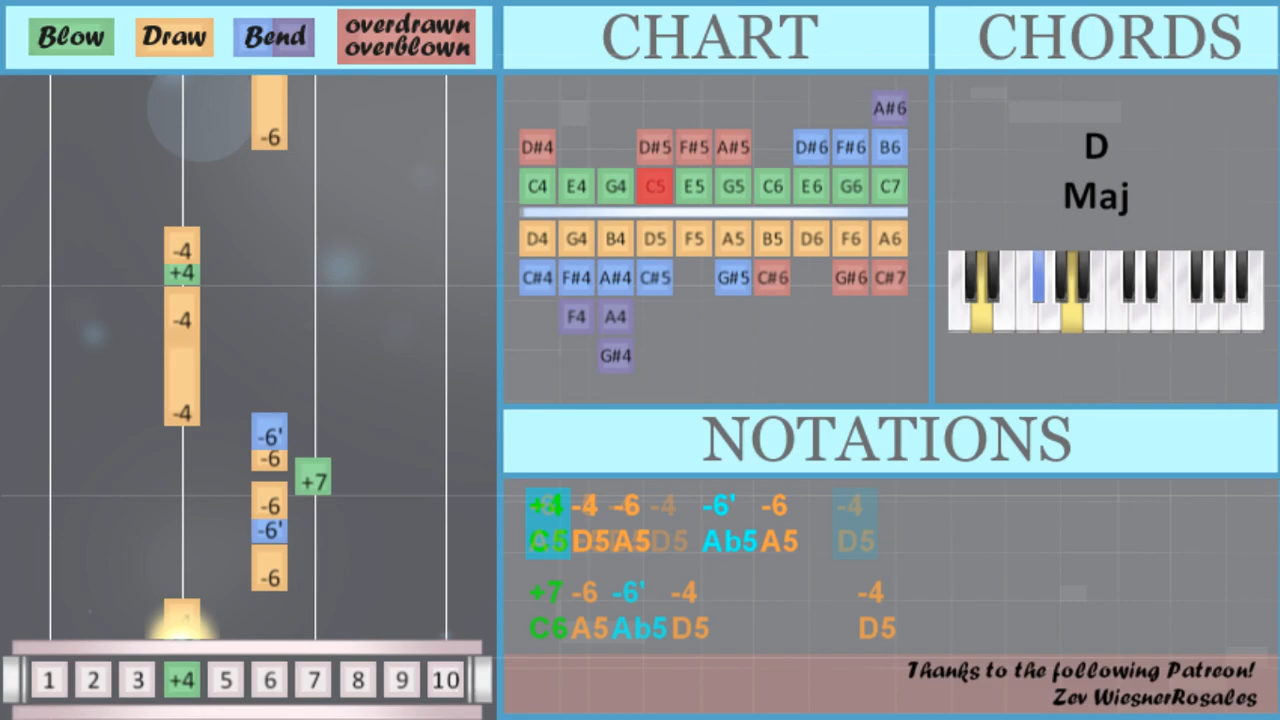 Blow Draw Bend overdrawn overblown
CHART
CHORDS
-6
-4
+4
-4
-4
-6'
-6
+7
-6
-6'
-6
1 2 3 +4 5 6 7 8 9 10
A#6
D#4 D#5 F#5 A#5 D#6 F#6 B6
C4 E4 G4 C5 E5 G5 C6 E6 G6 C7
D4 G4 B4 D5 F5 A5 B5 D6 F6 A6
C#4 F#4 A#4 C#5 G#5 C#6 G#6 C#7
F4 A4
G#4
D
Maj
NOTATIONS
+4 -4 -6 -4 -6' -6 -4
C5 D5 A5 D5 Ab5 A5 D5
+7 -6 -6' -4 -4
C6 A5 Ab5 D5 D5
Thanks to the following Patreon!
Zev WiesnerRosales